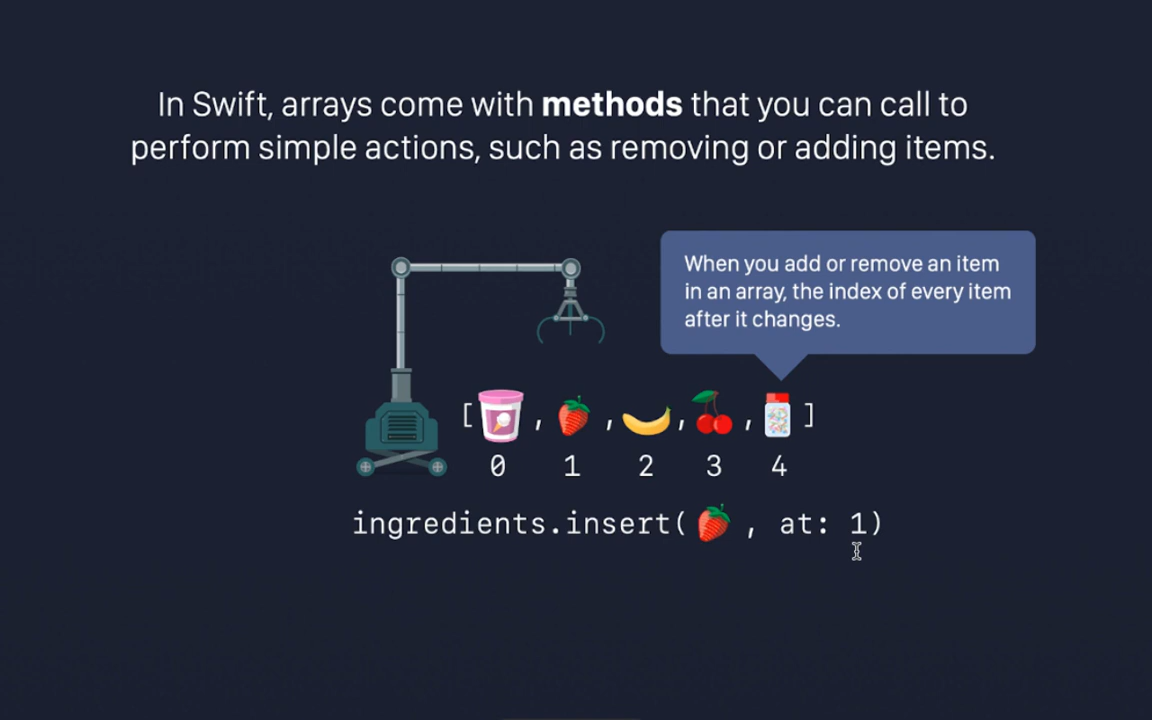 In Swift, arrays come with methods that you can call to
perform simple actions, such as removing or adding items.
When you add or remove an item
in an array, the index of every item
after it changes.
[🍨, 🍓, 🍌, 🍒, 🧂]
0 1 2 3 4
ingredients.insert(🍓, at: 1)